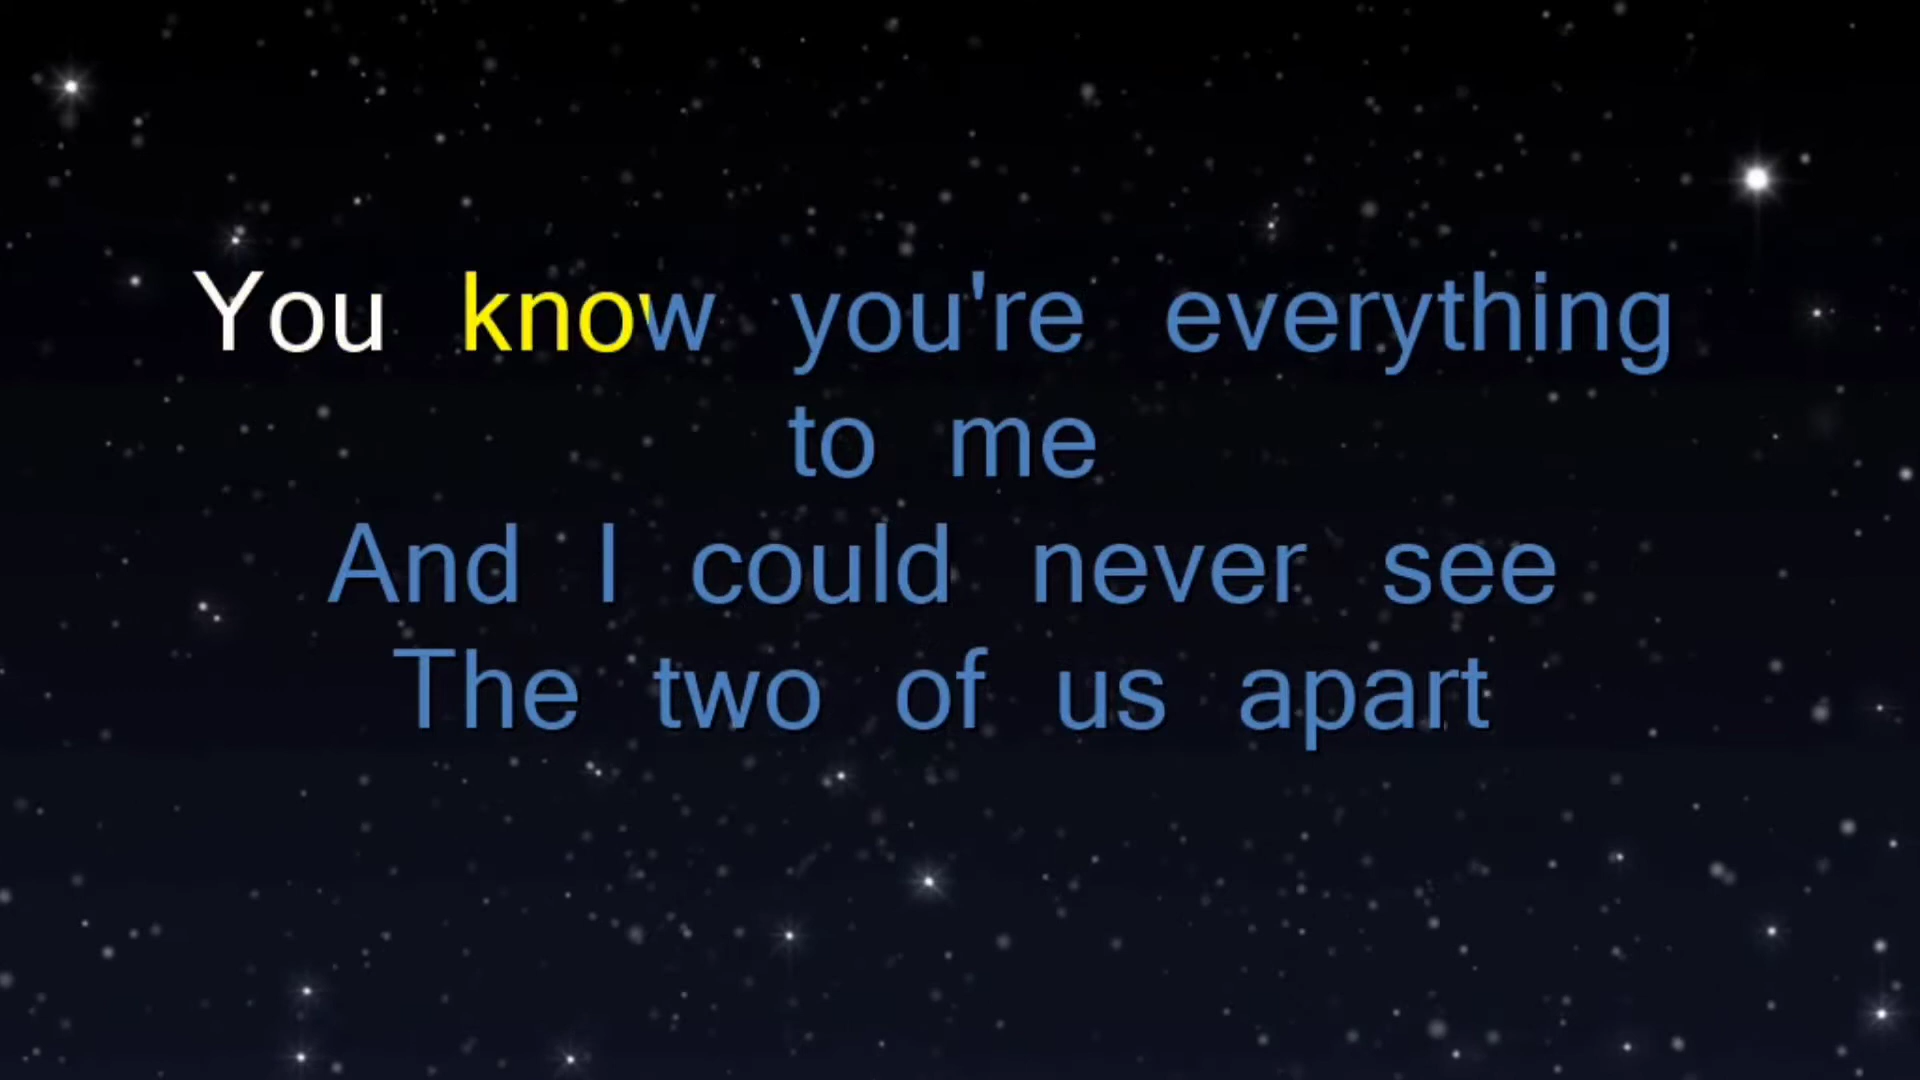 You know you're everything
to me
And I could never see
The two of us apart